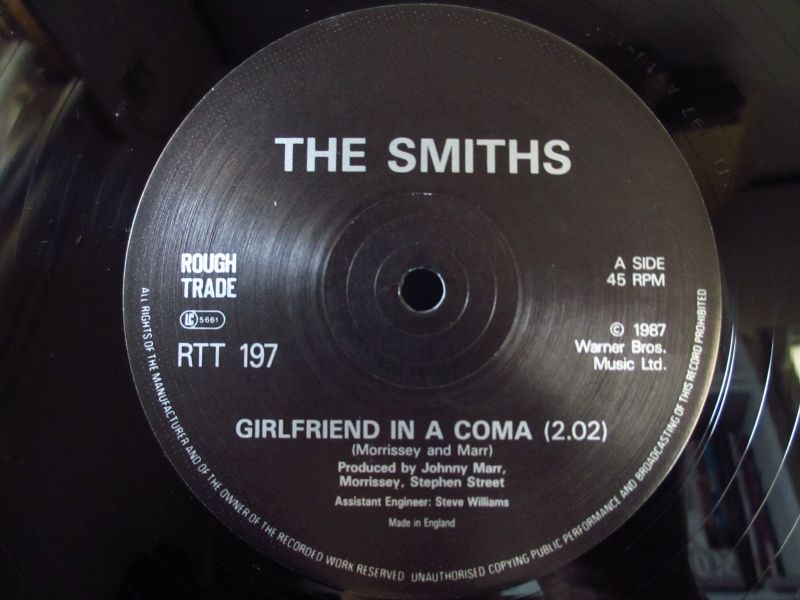 THE SMITHS
ROUGH
TRADE
LC 5661
RTT 197
A SIDE
45 RPM
© 1987
Warner Bros.
Music Ltd.
GIRLFRIEND IN A COMA (2.02)
(Morrissey and Marr)
Produced by Johnny Marr,
Morrissey, Stephen Street
Assistant Engineer: Steve Williams
Made in England
ALL RIGHTS OF THE MANUFACTURER AND OF THE OWNER OF THE RECORDED WORK RESERVED UNAUTHORISED COPYING PUBLIC PERFORMANCE AND BROADCASTING OF THIS RECORD PROHIBITED